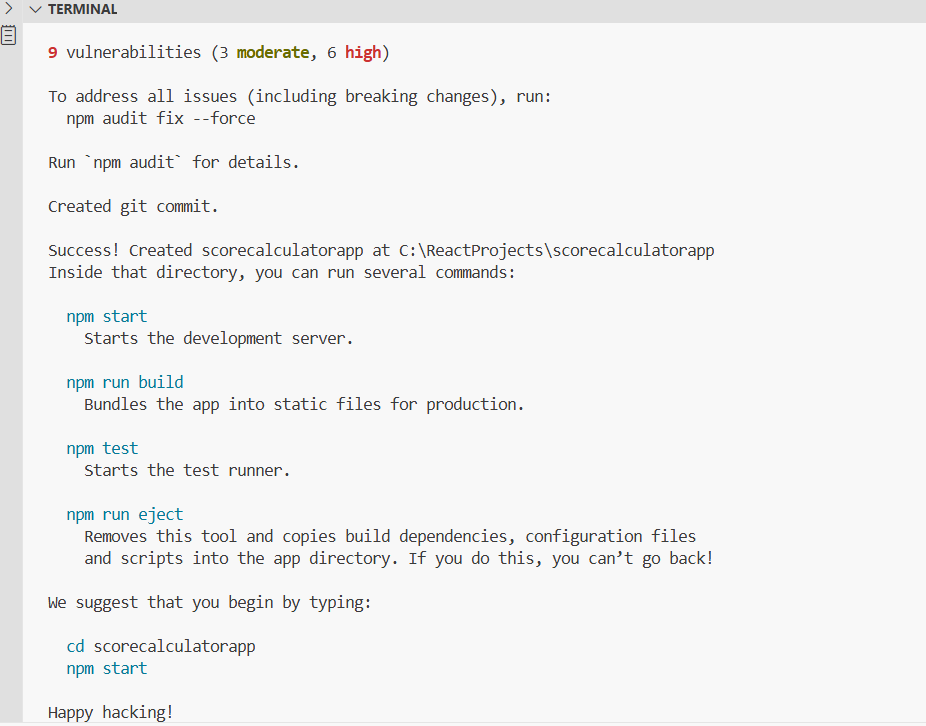 TERMINAL
9 vulnerabilities (3 moderate, 6 high)
To address all issues (including breaking changes), run:
npm audit fix --force
Run `npm audit` for details.
Created git commit.
Success! Created scorecalculatorapp at C:\ReactProjects\scorecalculatorapp
Inside that directory, you can run several commands:
npm start
Starts the development server.
npm run build
Bundles the app into static files for production.
npm test
Starts the test runner.
npm run eject
Removes this tool and copies build dependencies, configuration files
and scripts into the app directory. If you do this, you can’t go back!
We suggest that you begin by typing:
cd scorecalculatorapp
npm start
Happy hacking!